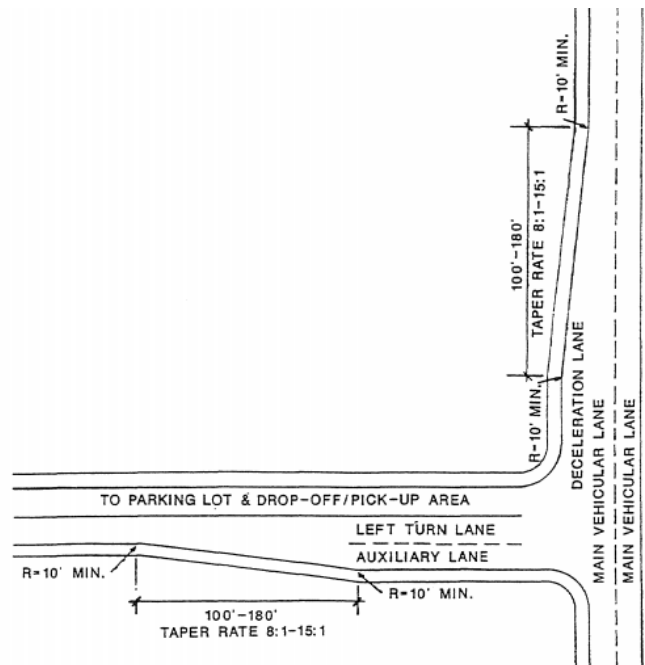 R=10' MIN.
100'-180'
TAPER RATE 8:1-15:1
R=10' MIN.
DECELERATION LANE
MAIN VEHICULAR LANE
MAIN VEHICULAR LANE
TO PARKING LOT & DROP-OFF/PICK-UP AREA
LEFT TURN LANE
AUXILIARY LANE
R=10' MIN.
R=10' MIN.
100'-180'
TAPER RATE 8:1-15:1